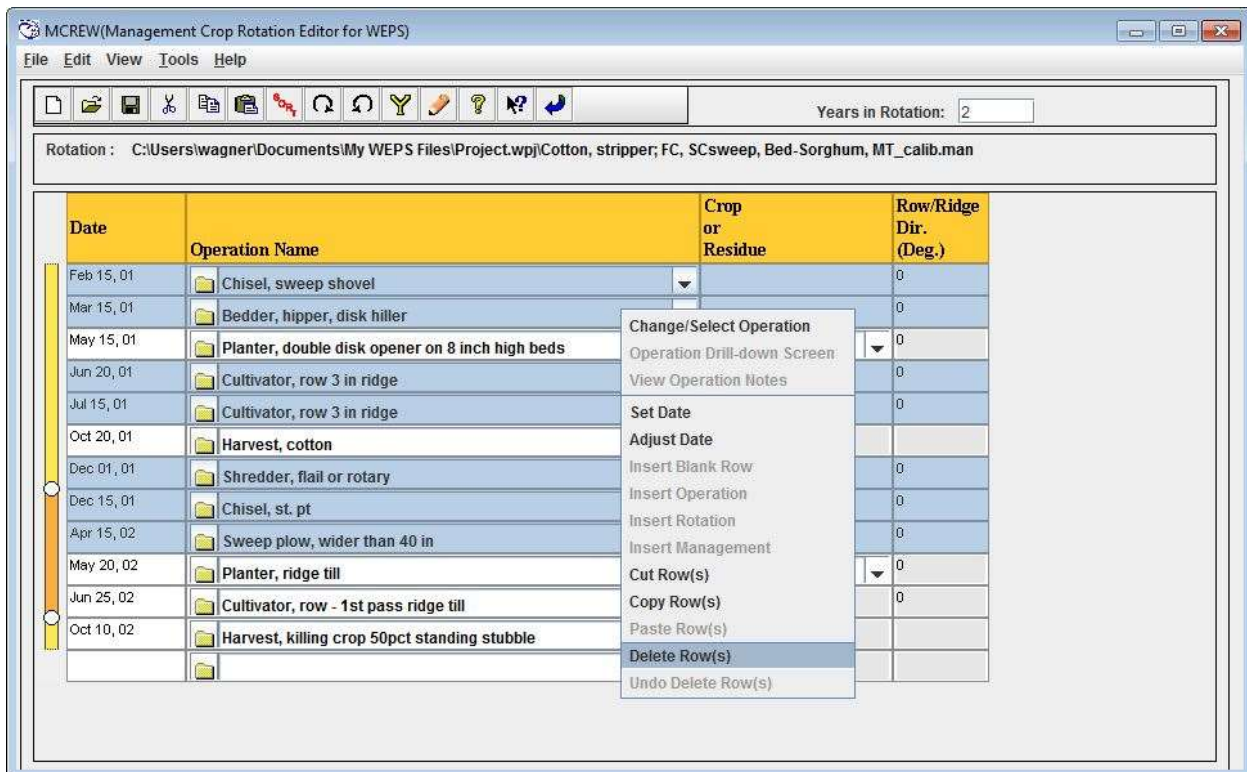 MCREW(Management Crop Rotation Editor for WEPS)
File Edit View Tools Help
SORT
Years in Rotation: 2
Rotation : C:\Users\wagner\Documents\My WEPS Files\Project.wpj\Cotton, stripper; FC, SCsweep, Bed-Sorghum, MT_calib.man
Date Operation Name Crop or Residue Row/Ridge Dir. (Deg.)
Feb 15, 01 Chisel, sweep shovel 0
Mar 15, 01 Bedder, hipper, disk hiller 0
May 15, 01 Planter, double disk opener on 8 inch high beds 0
Jun 20, 01 Cultivator, row 3 in ridge 0
Jul 15, 01 Cultivator, row 3 in ridge 0
Oct 20, 01 Harvest, cotton
Dec 01, 01 Shredder, flail or rotary 0
Dec 15, 01 Chisel, st. pt 0
Apr 15, 02 Sweep plow, wider than 40 in 0
May 20, 02 Planter, ridge till 0
Jun 25, 02 Cultivator, row - 1st pass ridge till 0
Oct 10, 02 Harvest, killing crop 50pct standing stubble
Change/Select Operation
Operation Drill-down Screen
View Operation Notes
Set Date
Adjust Date
Insert Blank Row
Insert Operation
Insert Rotation
Insert Management
Cut Row(s)
Copy Row(s)
Paste Row(s)
Delete Row(s)
Undo Delete Row(s)